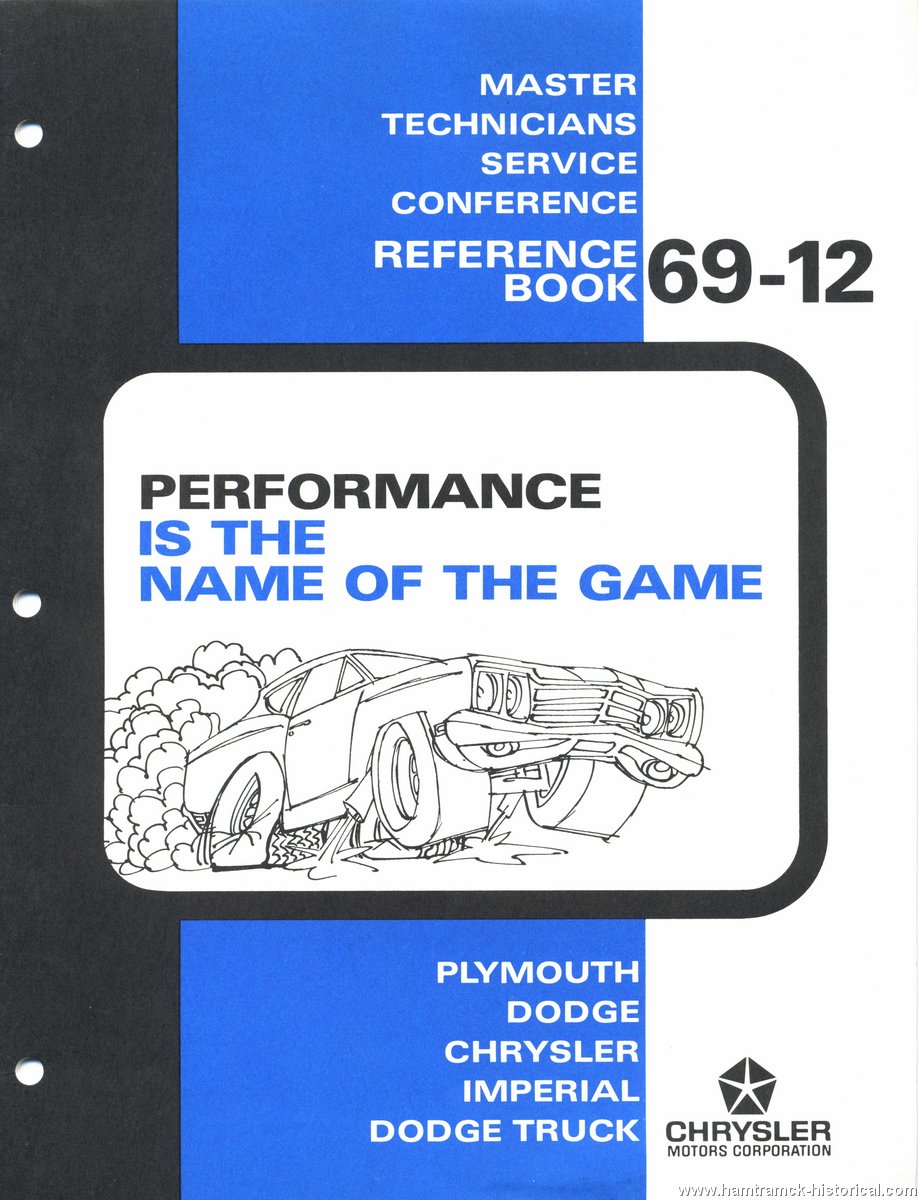 MASTER
TECHNICIANS
SERVICE
CONFERENCE
REFERENCE
BOOK 69-12
PERFORMANCE
IS THE
NAME OF THE GAME
PLYMOUTH
DODGE
CHRYSLER
IMPERIAL
DODGE TRUCK
CHRYSLER
MOTORS CORPORATION
www.hamtramck-historical.com